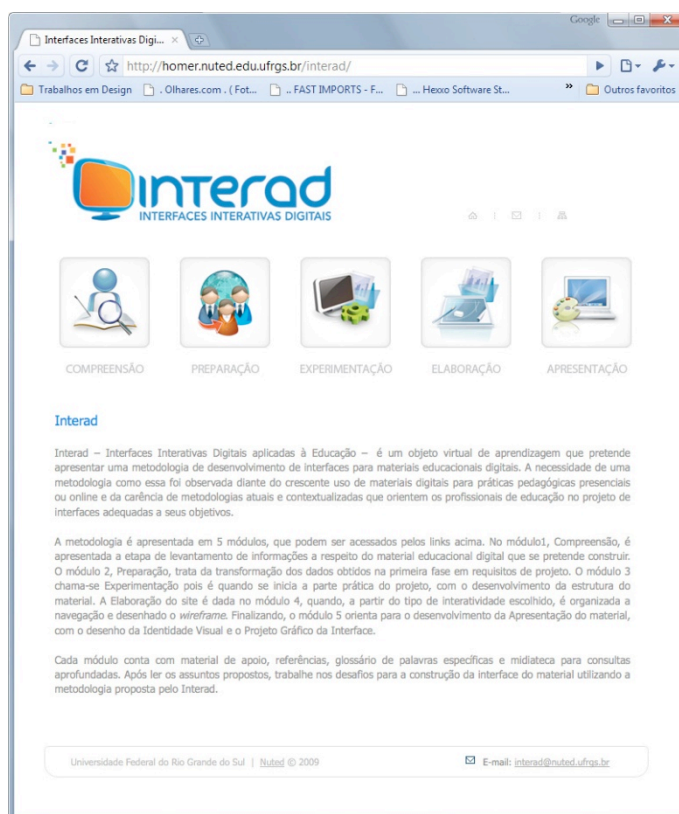 Google
Interfaces Interativas Digi...
http://homer.nuted.edu.ufrgs.br/interad/
Trabalhos em Design . Olhares.com . ( Fot... .. FAST IMPORTS - F... ... Hexxo Software St... » Outros favoritos
interad
INTERFACES INTERATIVAS DIGITAIS
COMPREENSÃO PREPARAÇÃO EXPERIMENTAÇÃO ELABORAÇÃO APRESENTAÇÃO
Interad
Interad – Interfaces Interativas Digitais aplicadas à Educação – é um objeto virtual de aprendizagem que pretende
apresentar uma metodologia de desenvolvimento de interfaces para materiais educacionais digitais. A necessidade de uma
metodologia como essa foi observada diante do crescente uso de materiais digitais para práticas pedagógicas presenciais
ou online e da carência de metodologias atuais e contextualizadas que orientem os profissionais de educação no projeto de
interfaces adequadas a seus objetivos.
A metodologia é apresentada em 5 módulos, que podem ser acessados pelos links acima. No módulo1, Compreensão, é
apresentada a etapa de levantamento de informações a respeito do material educacional digital que se pretende construir.
O módulo 2, Preparação, trata da transformação dos dados obtidos na primeira fase em requisitos de projeto. O módulo 3
chama-se Experimentação pois é quando se inicia a parte prática do projeto, com o desenvolvimento da estrutura do
material. A Elaboração do site é dada no módulo 4, quando, a partir do tipo de interatividade escolhido, é organizada a
navegação e desenhado o wireframe. Finalizando, o módulo 5 orienta para o desenvolvimento da Apresentação do material,
com o desenho da Identidade Visual e o Projeto Gráfico da Interface.
Cada módulo conta com material de apoio, referências, glossário de palavras específicas e midiateca para consultas
aprofundadas. Após ler os assuntos propostos, trabalhe nos desafios para a construção da interface do material utilizando a
metodologia proposta pelo Interad.
Universidade Federal do Rio Grande do Sul | Nuted © 2009 E-mail: interad@nuted.ufrgs.br